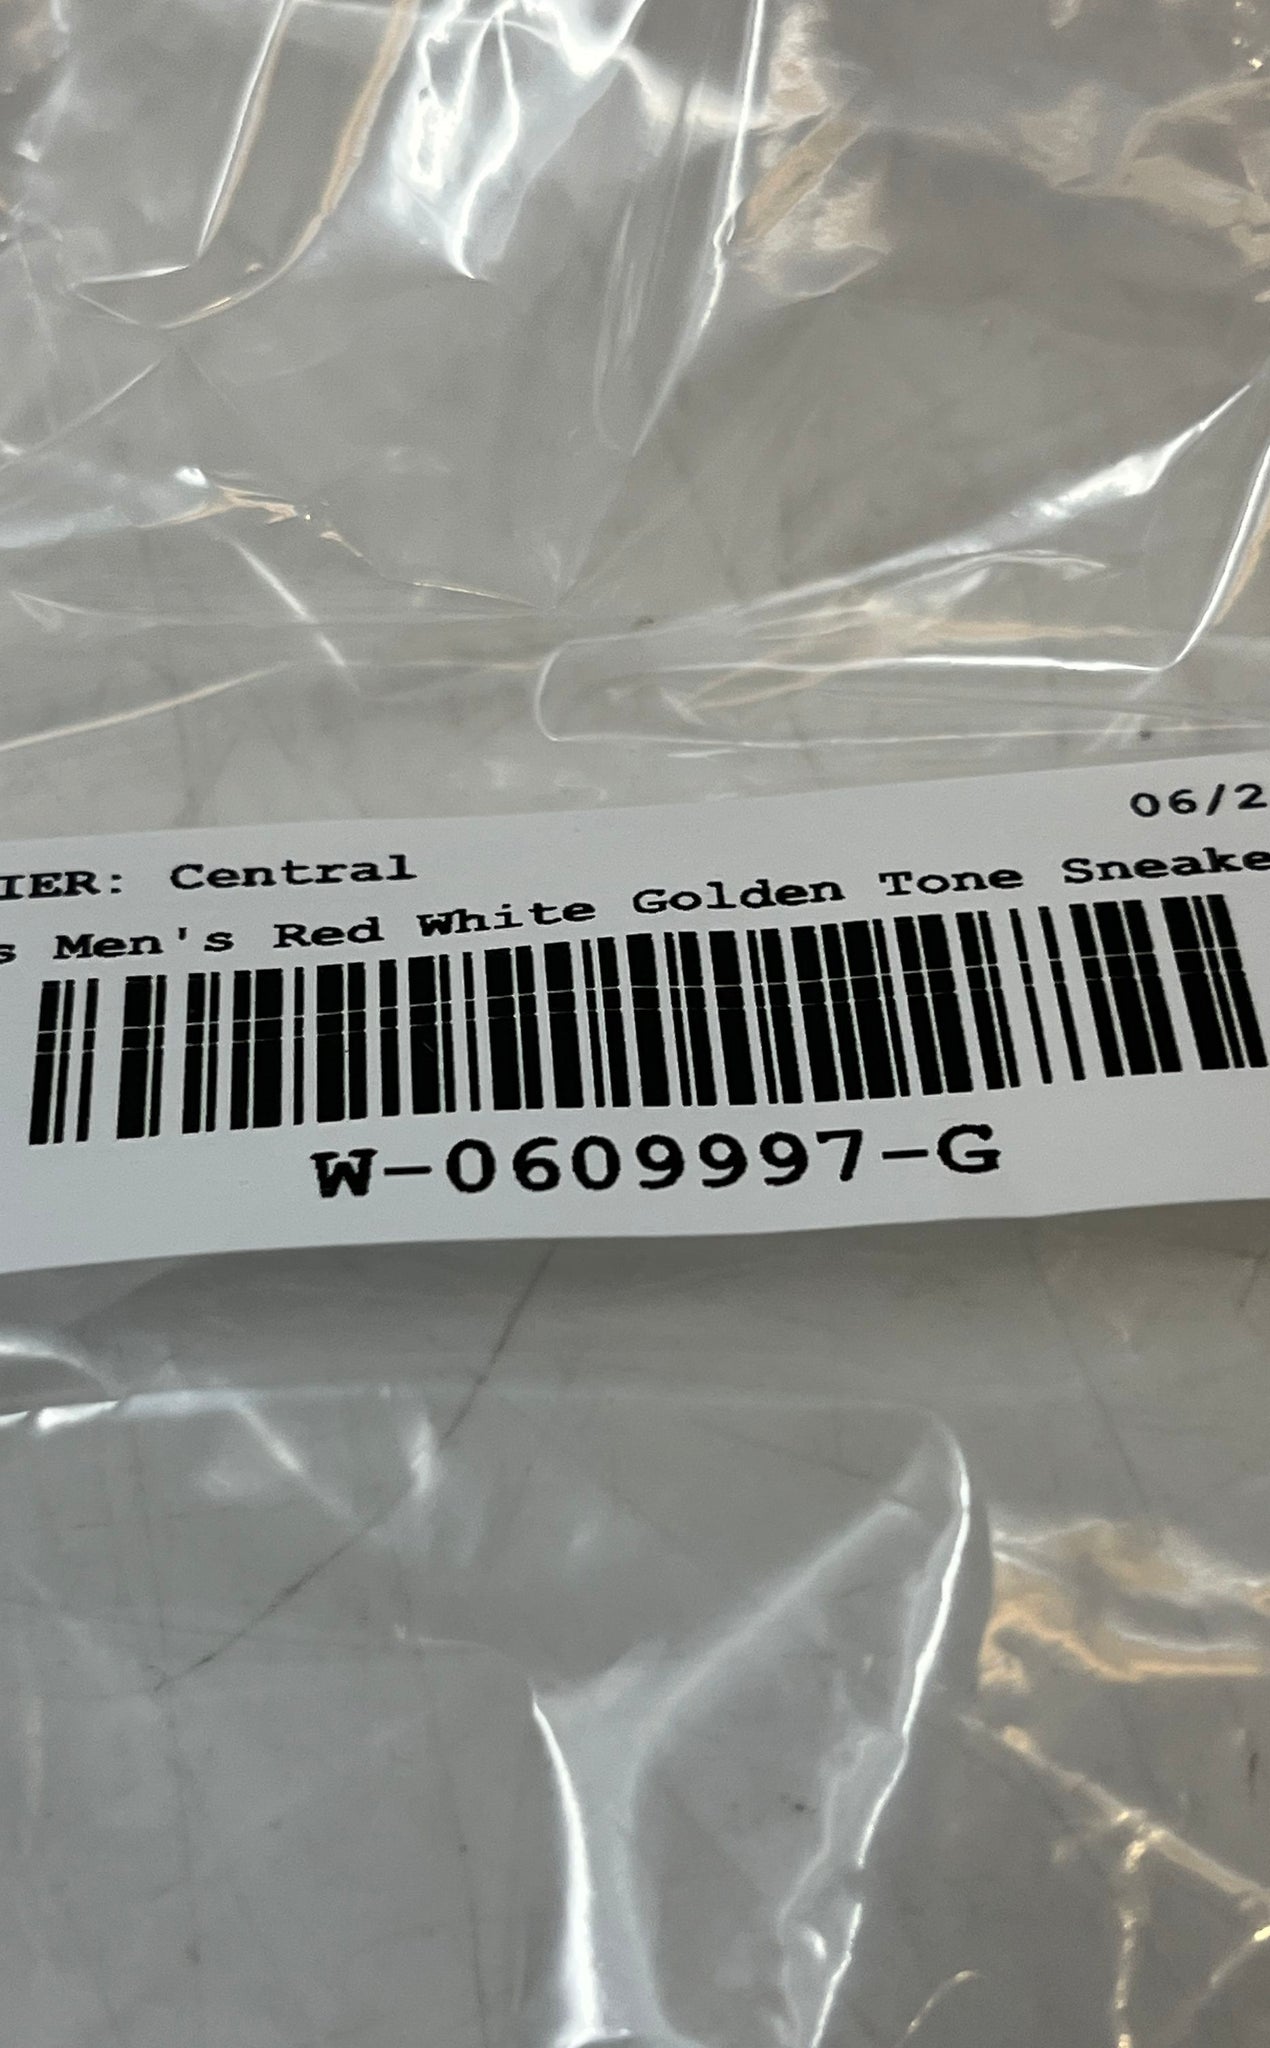 06/2
IER: Central
s Men's Red White Golden Tone Sneake
W-0609997-G